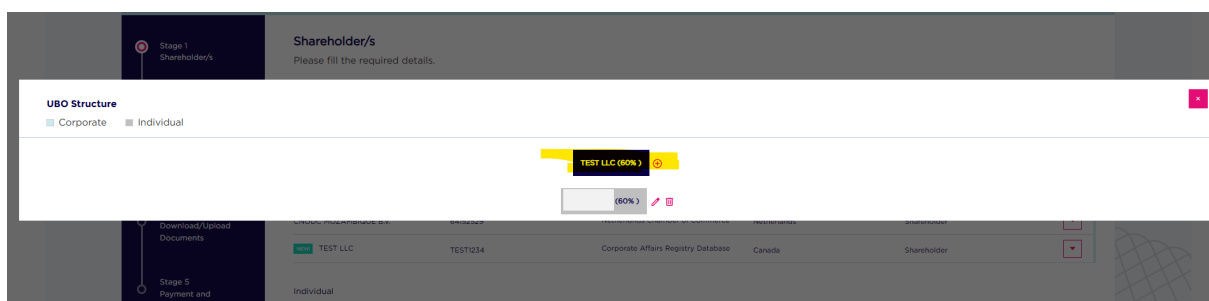 Stage 1
Shareholder/s
Shareholder/s
Please fill the required details.
UBO Structure
×
Corporate Individual
TEST LLC (60% )
(60% )
Download/Upload
Documents
CNODC MOZAMBIQUE B.V. 64152529 Netherlands Chamber of Commerce Netherlands Shareholder
NEW TEST LLC TEST1234 Corporate Affairs Registry Database Canada Shareholder
Stage 5
Payment and
Individual